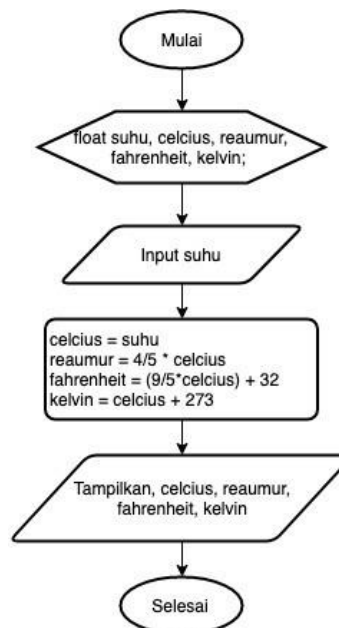 Mulai
float suhu, celcius, reaumur,
fahrenheit, kelvin;
Input suhu
celcius = suhu
reaumur = 4/5 * celcius
fahrenheit = (9/5*celcius) + 32
kelvin = celcius + 273
Tampilkan, celcius, reaumur,
fahrenheit, kelvin
Selesai